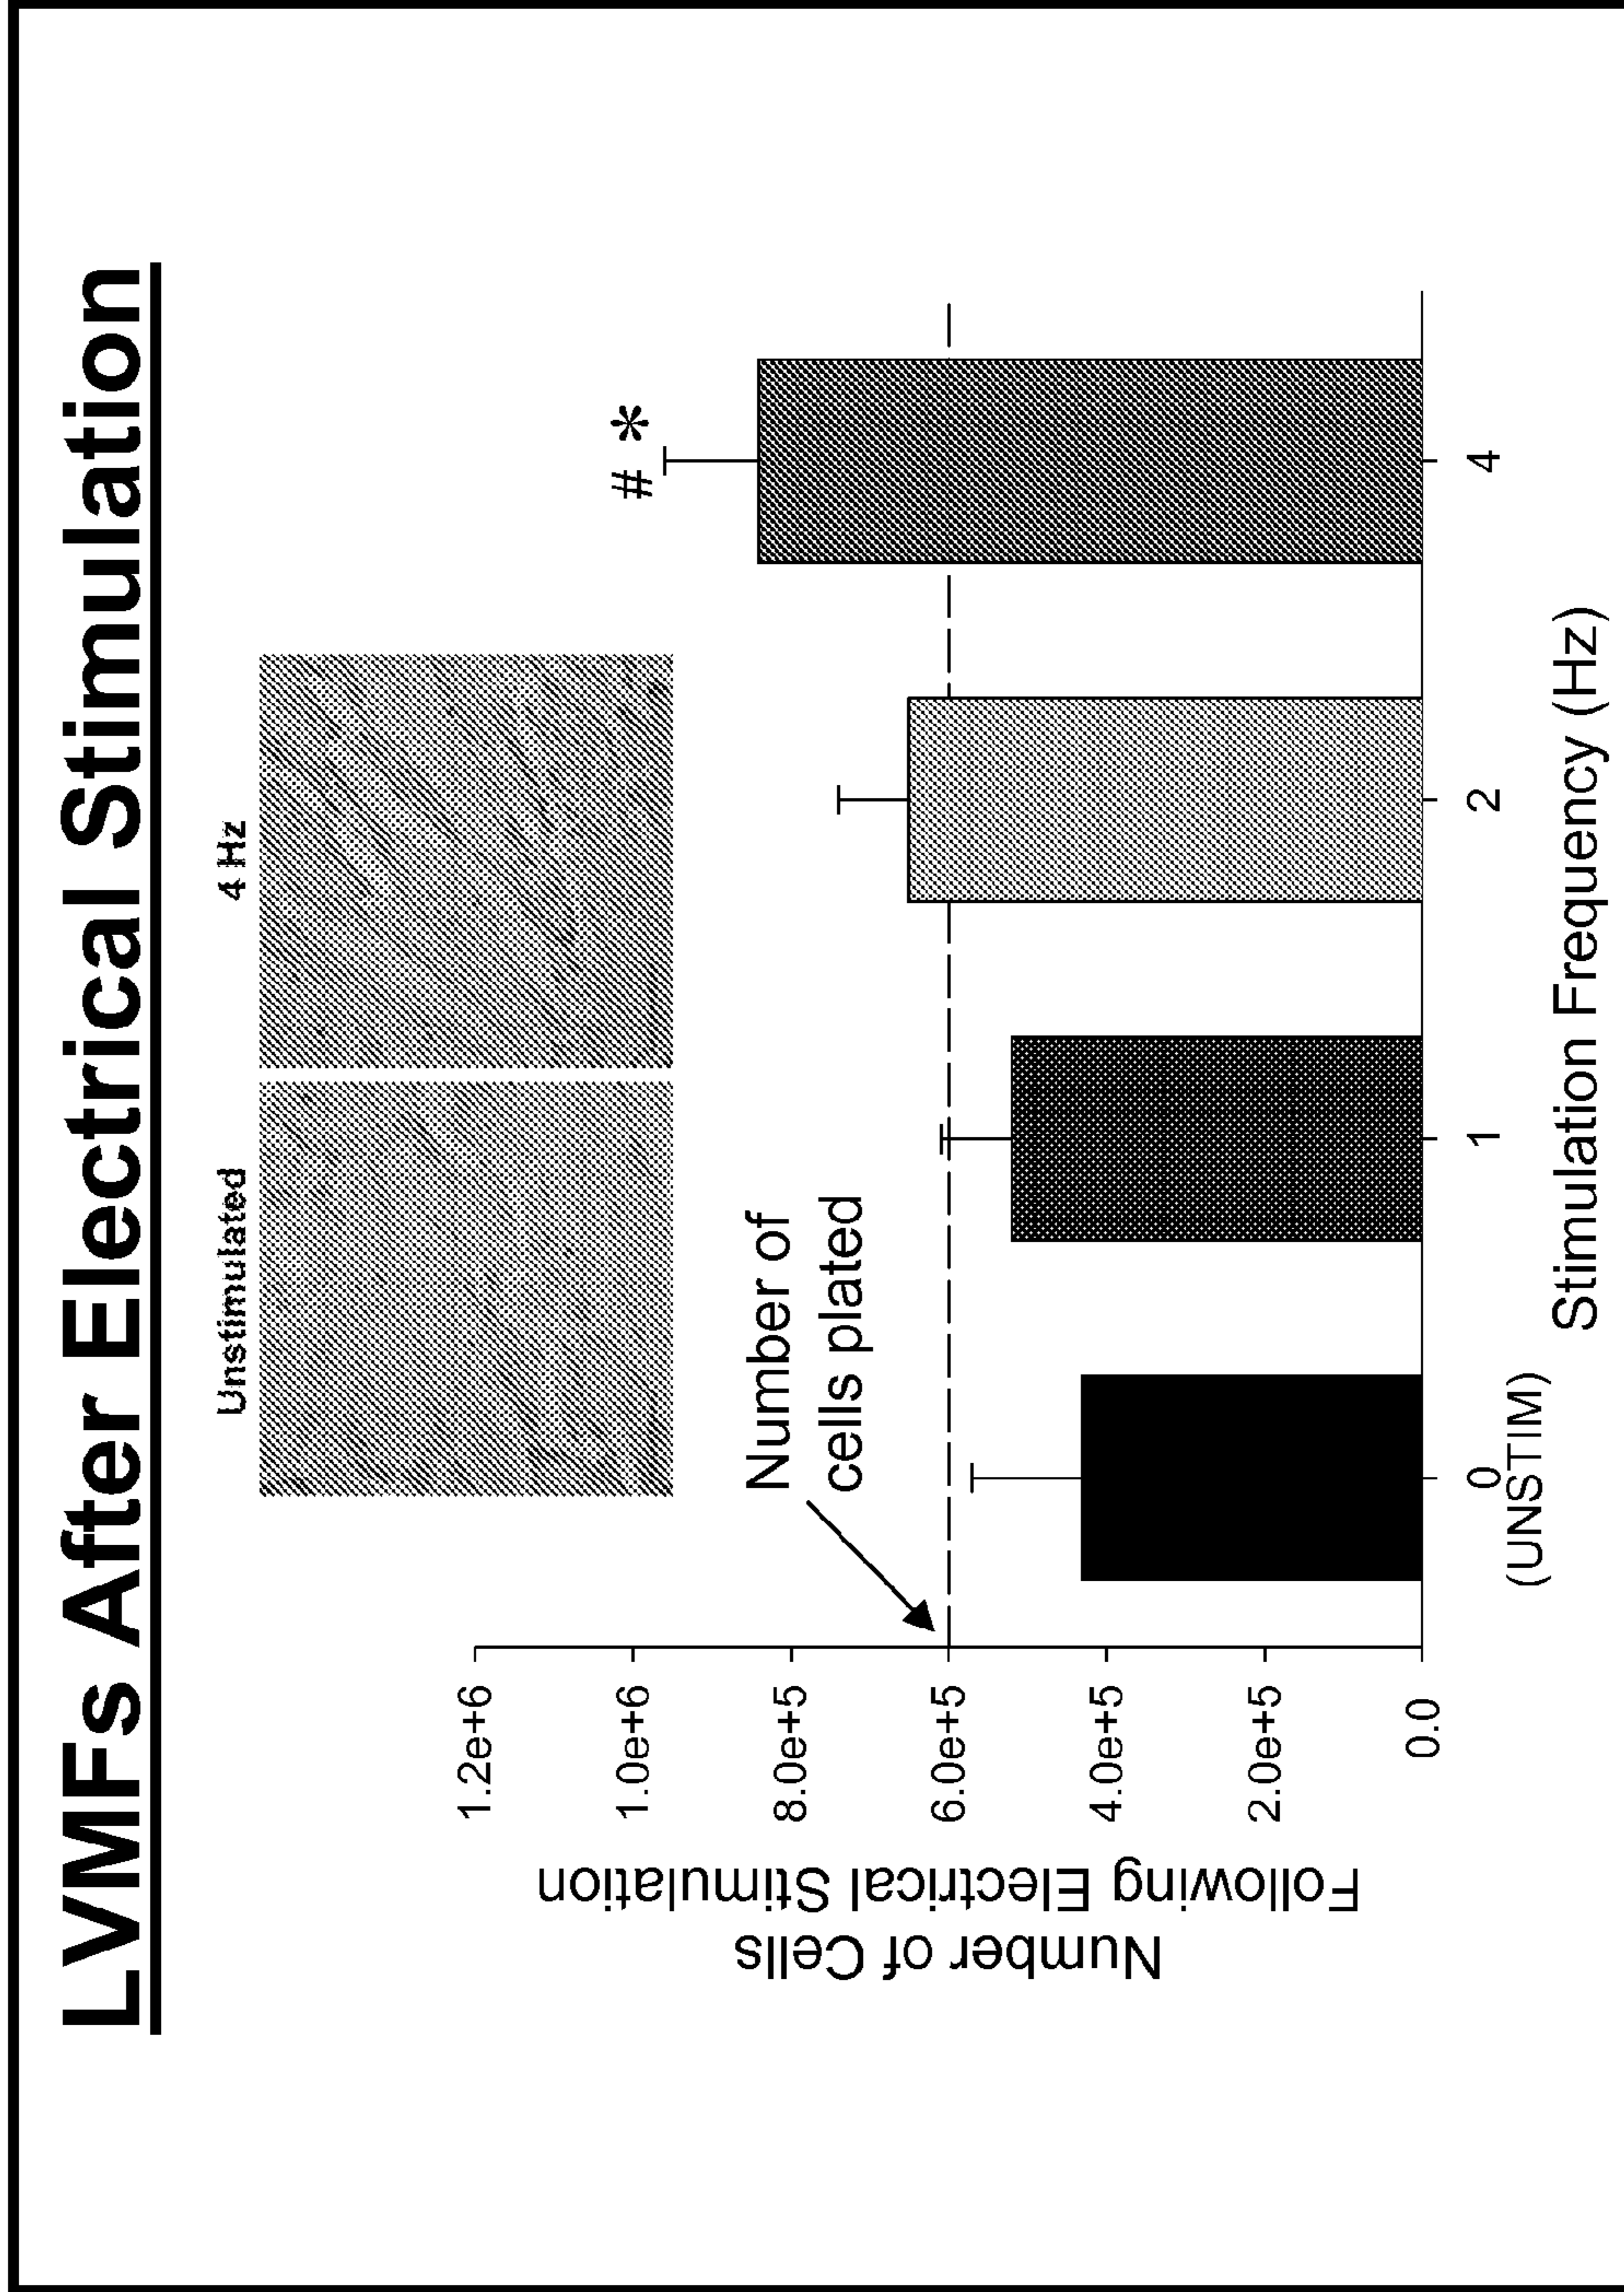 LVMFs After Electrical Stimulation
Unstimulated
4 Hz
# *
Number of
cells plated
Number of Cells
Following Electrical Stimulation
1.2e+6
1.0e+6
8.0e+5
6.0e+5
4.0e+5
2.0e+5
0.0
0
(UNSTIM)
1
2
4
Stimulation Frequency (Hz)